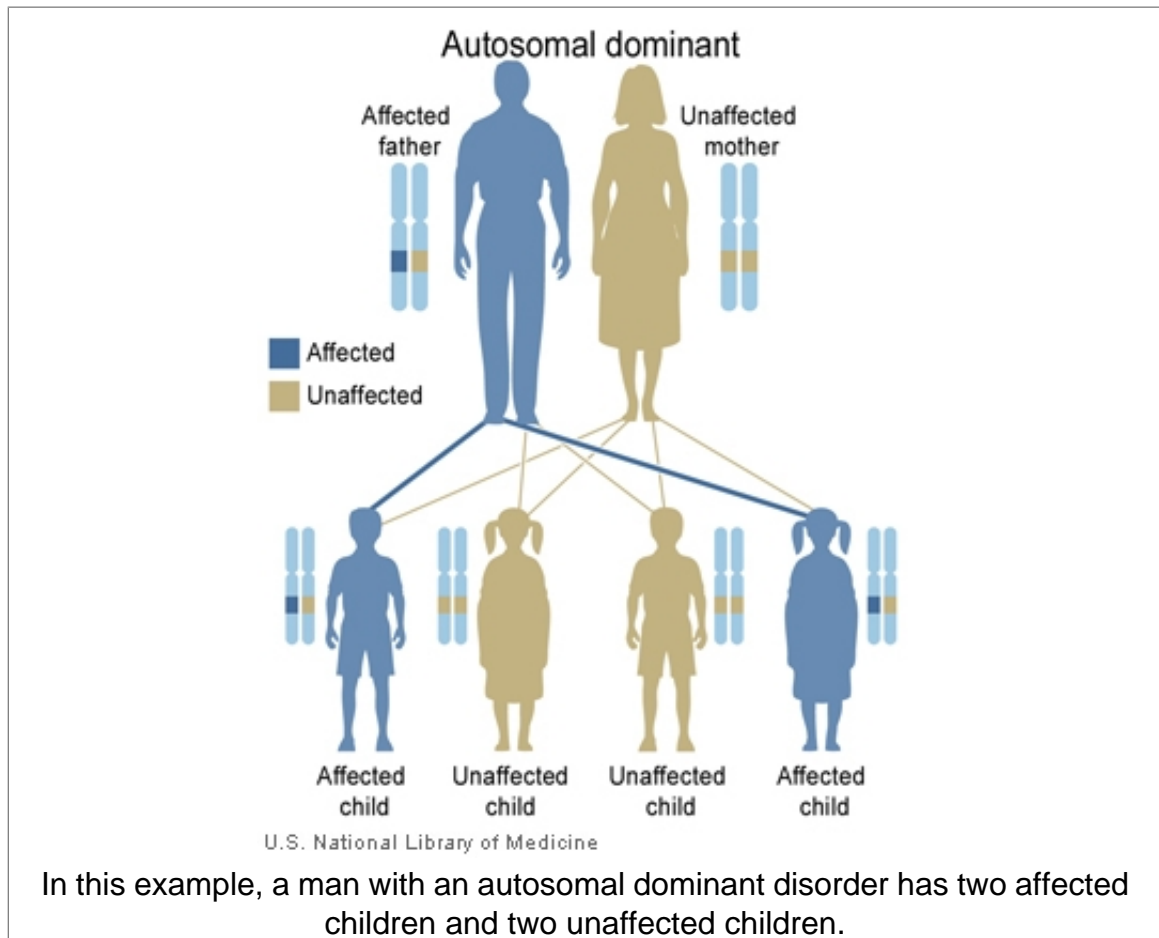 Autosomal dominant
Affected
father
Unaffected
mother
Affected
Unaffected
Affected
child
Unaffected
child
Unaffected
child
Affected
child
U.S. National Library of Medicine
In this example, a man with an autosomal dominant disorder has two affected
children and two unaffected children.